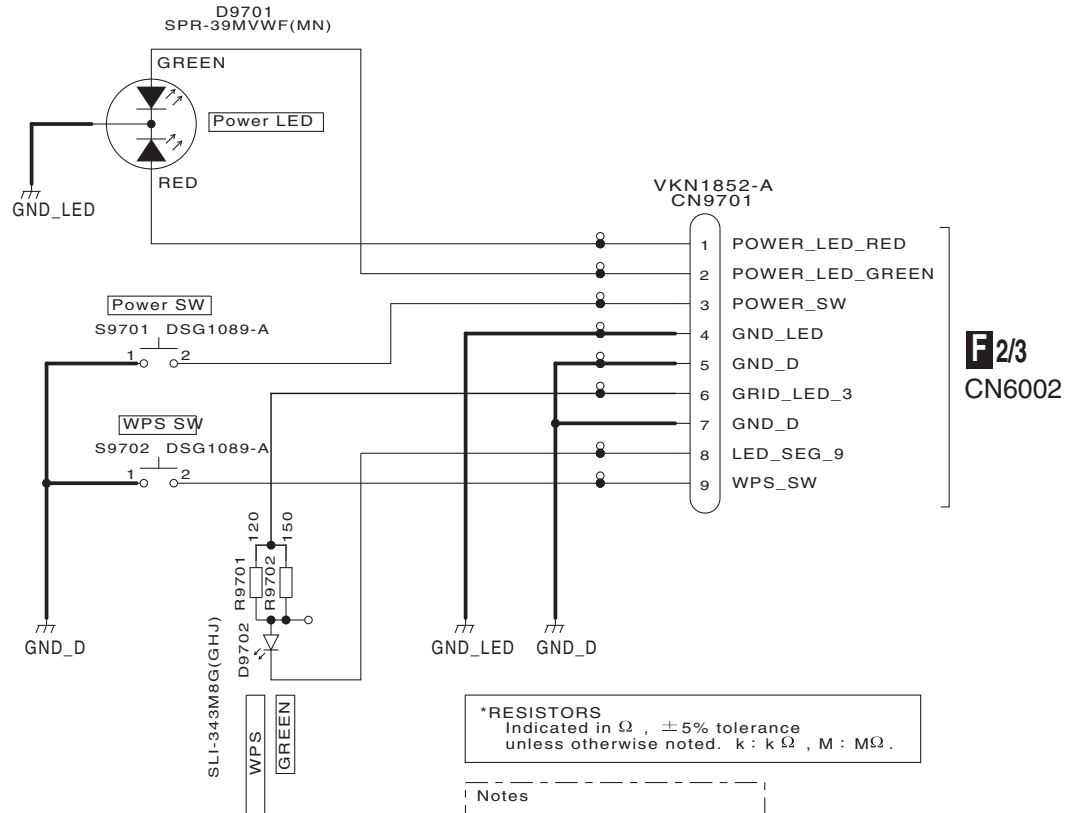 D9701
SPR-39MVWF(MN)
GREEN
Power LED
RED
GND_LED
VKN1852-A
CN9701
1 POWER_LED_RED
2 POWER_LED_GREEN
3 POWER_SW
4 GND_LED
5 GND_D
6 GRID_LED_3
7 GND_D
8 LED_SEG_9
9 WPS_SW
F 2/3
CN6002
Power SW
S9701 DSG1089-A
1 2
WPS SW
S9702 DSG1089-A
1 2
120
150
R9701
R9702
D9702
SLI-343M8G(GHJ)
WPS
GREEN
GND_D
GND_LED
GND_D
*RESISTORS
Indicated in Ω , ±5% tolerance
unless otherwise noted. k : k Ω , M : MΩ .
Notes